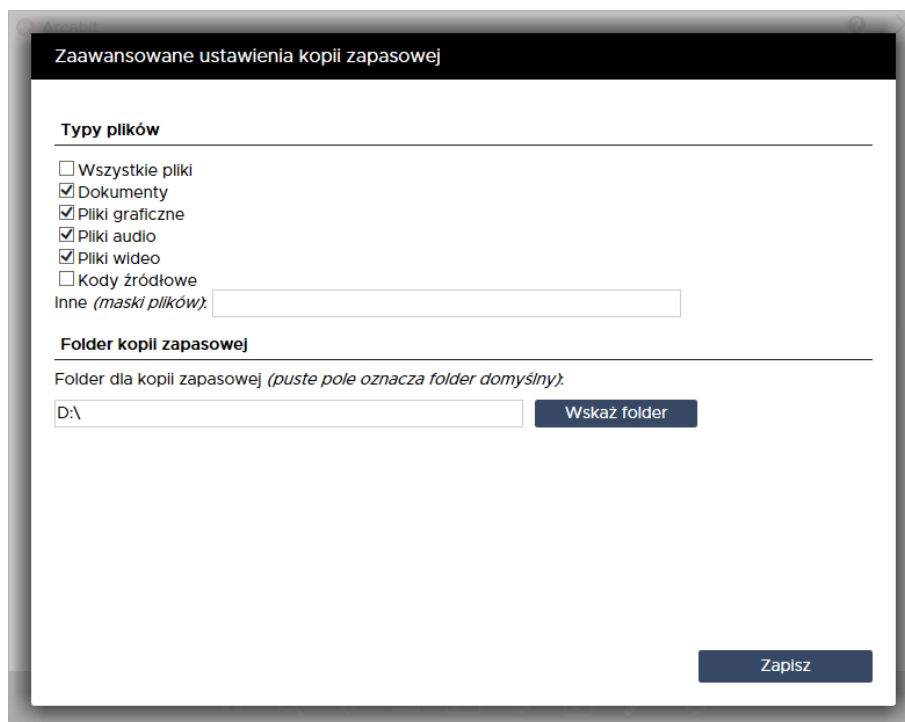 Arcabit
Zaawansowane ustawienia kopii zapasowej
Typy plików
Wszystkie pliki
Dokumenty
Pliki graficzne
Pliki audio
Pliki wideo
Kody źródłowe
Inne (maski plików):
Folder kopii zapasowej
Folder dla kopii zapasowej (puste pole oznacza folder domyślny):
D:\ Wskaż folder
Zapisz